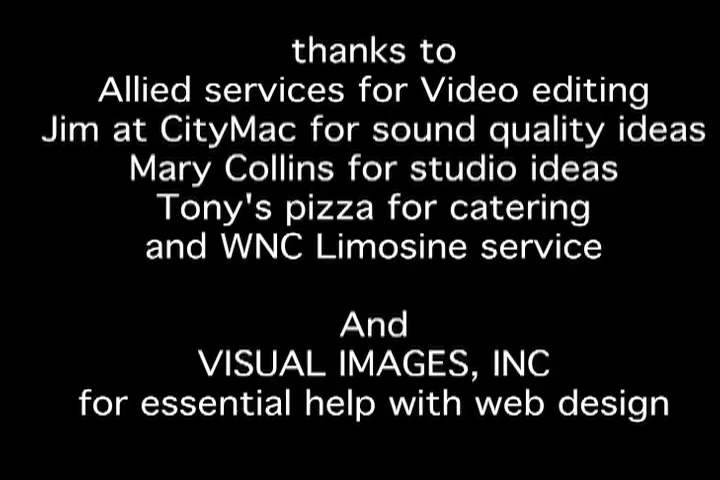 thanks to
Allied services for Video editing
Jim at CityMac for sound quality ideas
Mary Collins for studio ideas
Tony's pizza for catering
and WNC Limosine service
And
VISUAL IMAGES, INC
for essential help with web design